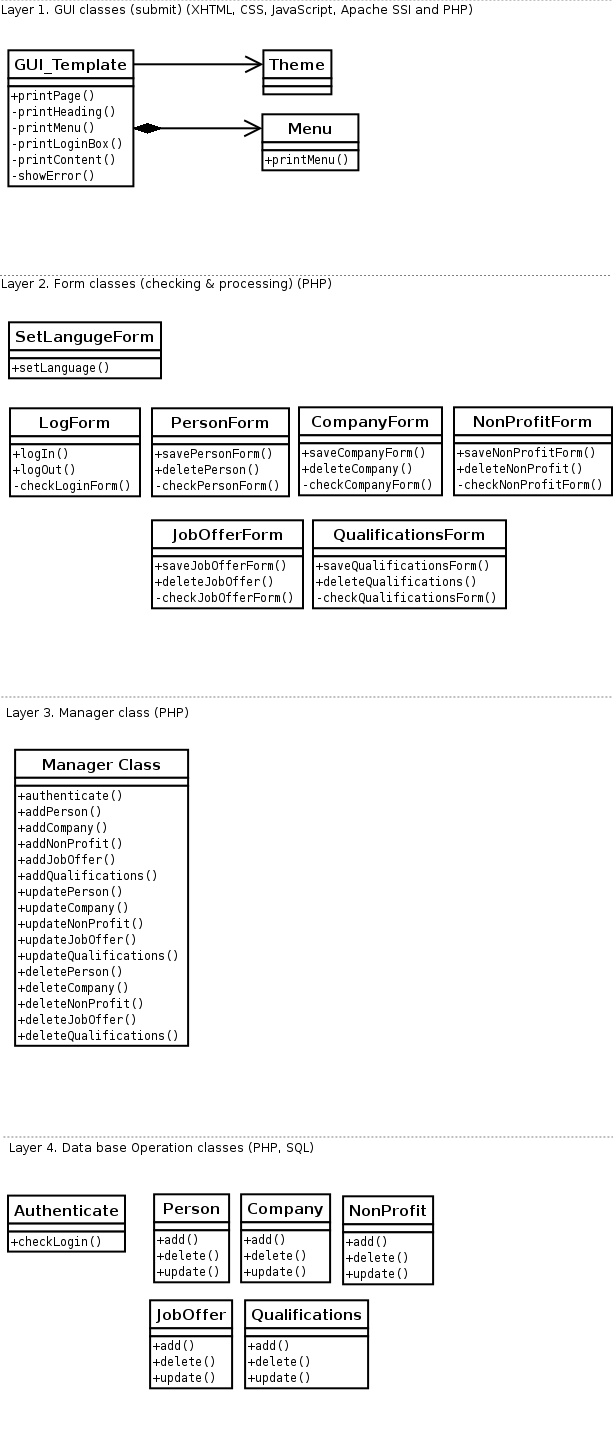 Layer 1. GUI classes (submit) (XHTML, CSS, JavaScript, Apache SSI and PHP)
GUI_Template
+printPage()
-printHeading()
-printMenu()
-printLoginBox()
-printContent()
-showError()
Theme
Menu
+printMenu()
Layer 2. Form classes (checking & processing) (PHP)
SetLangugeForm
+setLanguage()
LogForm
+logIn()
+logOut()
-checkLoginForm()
PersonForm
+savePersonForm()
+deletePerson()
-checkPersonForm()
CompanyForm
+saveCompanyForm()
+deleteCompany()
-checkCompanyForm()
NonProfitForm
+saveNonProfitForm()
+deleteNonProfit()
-checkNonProfitForm()
JobOfferForm
+saveJobOfferForm()
+deleteJobOffer()
-checkJobOfferForm()
QualificationsForm
+saveQualificationsForm()
+deleteQualifications()
-checkQualificationsForm()
Layer 3. Manager class (PHP)
Manager Class
+authenticate()
+addPerson()
+addCompany()
+addNonProfit()
+addJobOffer()
+addQualifications()
+updatePerson()
+updateCompany()
+updateNonProfit()
+updateJobOffer()
+updateQualifications()
+deletePerson()
+deleteCompany()
+deleteNonProfit()
+deleteJobOffer()
+deleteQualifications()
Layer 4. Data base Operation classes (PHP, SQL)
Authenticate
+checkLogin()
Person
+add()
+delete()
+update()
Company
+add()
+delete()
+update()
NonProfit
+add()
+delete()
+update()
JobOffer
+add()
+delete()
+update()
Qualifications
+add()
+delete()
+update()